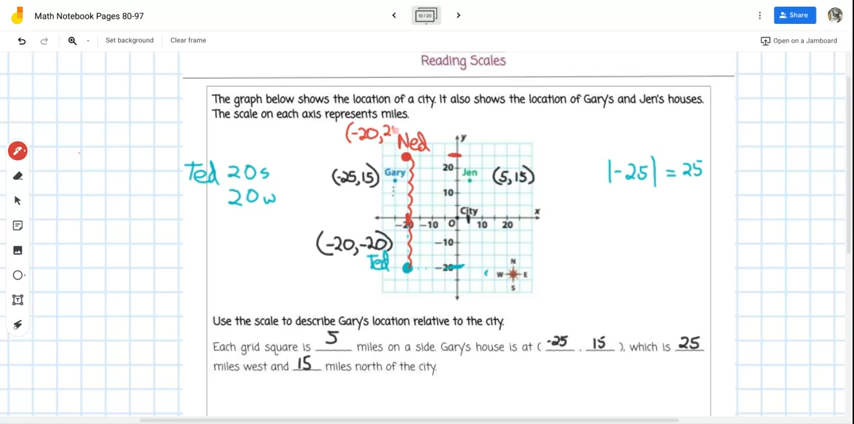 Math Notebook Pages 80-97
10 / 20
Share
Set background
Clear frame
Open on a Jamboard
Reading Scales
The graph below shows the location of a city. It also shows the location of Gary's and Jen's houses.
The scale on each axis represents miles.
(-20,2
Ned
y
Ted 20s
20w
(-25,15)
Gary
20
Jen
(5,15)
|-25| = 25
10
City
x
-20
-10
O
10
20
(-20,-20)
-10
Ted
-20
N
W
E
S
Use the scale to describe Gary's location relative to the city.
Each grid square is 5 miles on a side. Gary's house is at ( -25 , 15 ), which is 25
miles west and 15 miles north of the city.